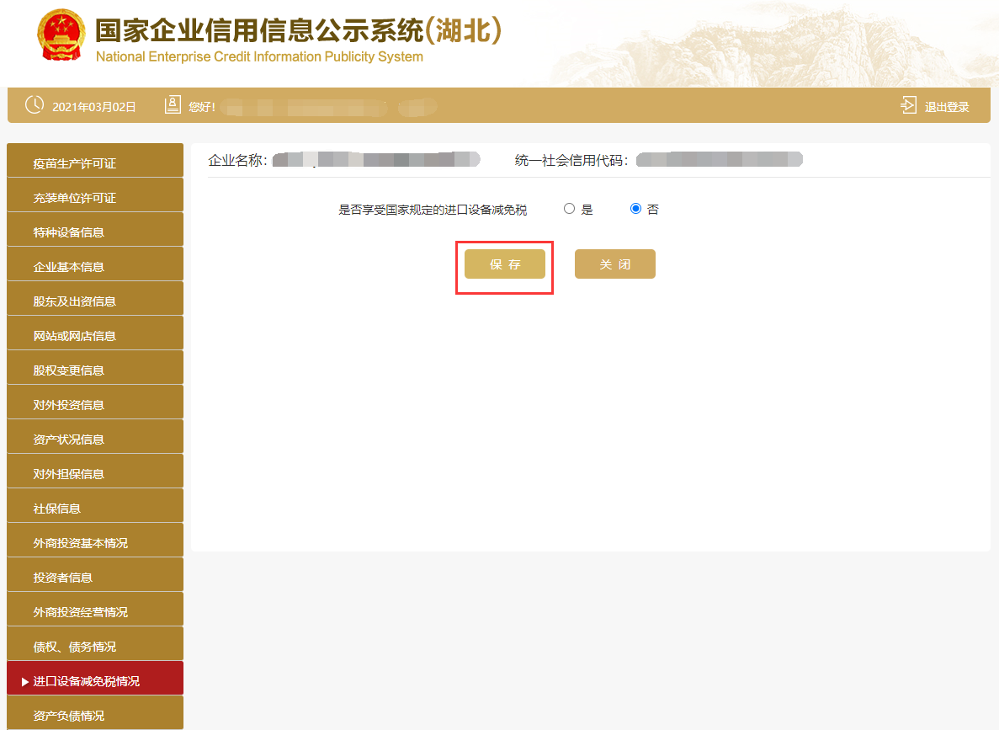 国家企业信用信息公示系统(湖北)
National Enterprise Credit Information Publicity System
2021年03月02日 您好! 退出登录
企业名称: 统一社会信用代码:
是否享受国家规定的进口设备减免税 是 否
保 存 关 闭
疫苗生产许可证
充装单位许可证
特种设备信息
企业基本信息
股东及出资信息
网站或网店信息
股权变更信息
对外投资信息
资产状况信息
对外担保信息
社保信息
外商投资基本情况
投资者信息
外商投资经营情况
债权、债务情况
进口设备减免税情况
资产负债情况